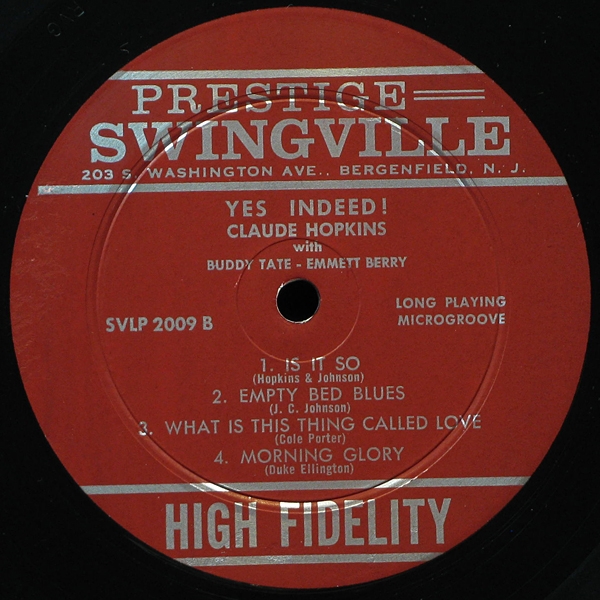 PRESTIGE
SWINGVILLE
203 S. WASHINGTON AVE., BERGENFIELD, N. J.
YES INDEED!
CLAUDE HOPKINS
with
BUDDY TATE - EMMETT BERRY
SVLP 2009 B
LONG PLAYING
MICROGROOVE
1. IS IT SO
(Hopkins & Johnson)
2. EMPTY BED BLUES
(J. C. Johnson)
3. WHAT IS THIS THING CALLED LOVE
(Cole Porter)
4. MORNING GLORY
(Duke Ellington)
HIGH FIDELITY